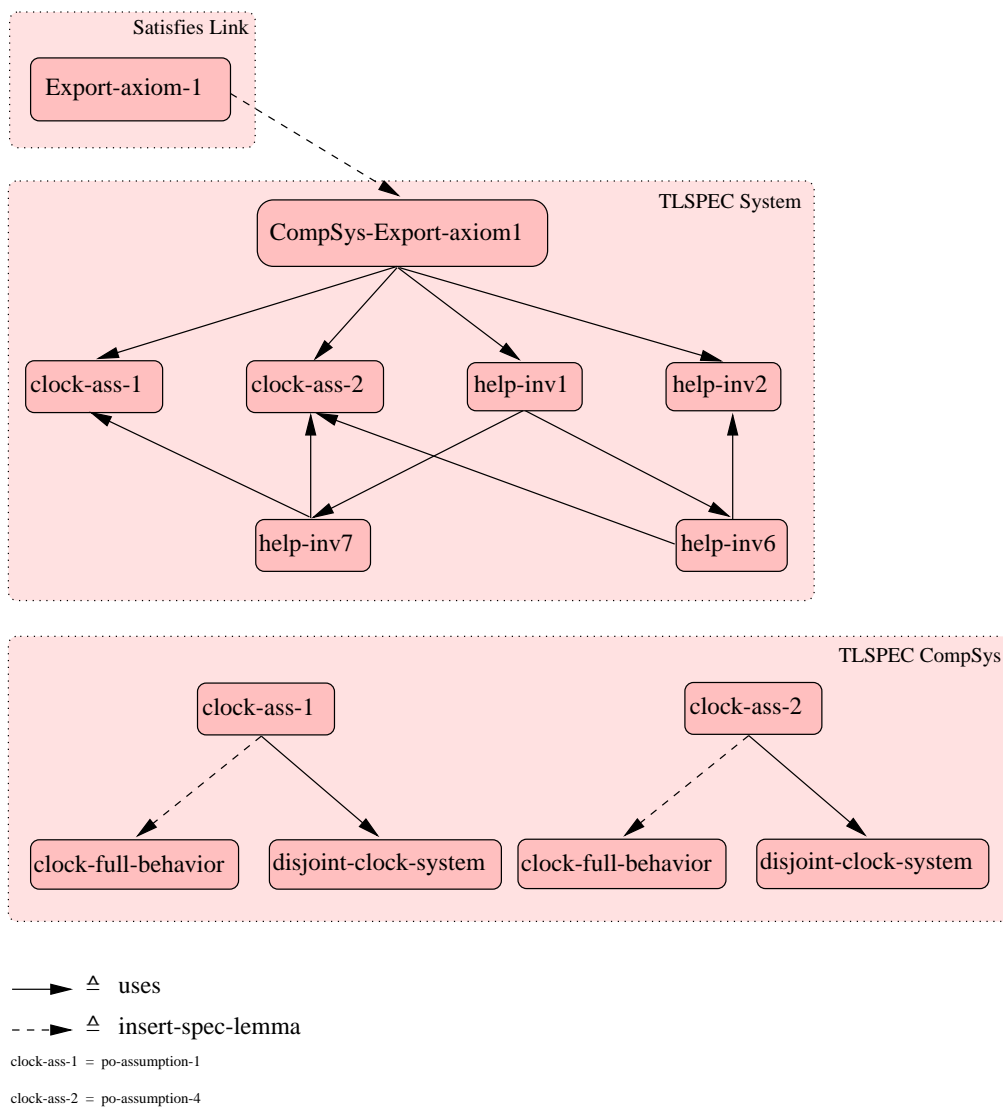 Satisfies Link
Export-axiom-1
TLSPEC System
CompSys-Export-axiom1
clock-ass-1
clock-ass-2
help-inv1
help-inv2
help-inv7
help-inv6
TLSPEC CompSys
clock-ass-1
clock-ass-2
clock-full-behavior
disjoint-clock-system
clock-full-behavior
disjoint-clock-system
≙ uses
≙ insert-spec-lemma
clock-ass-1 = po-assumption-1
clock-ass-2 = po-assumption-4